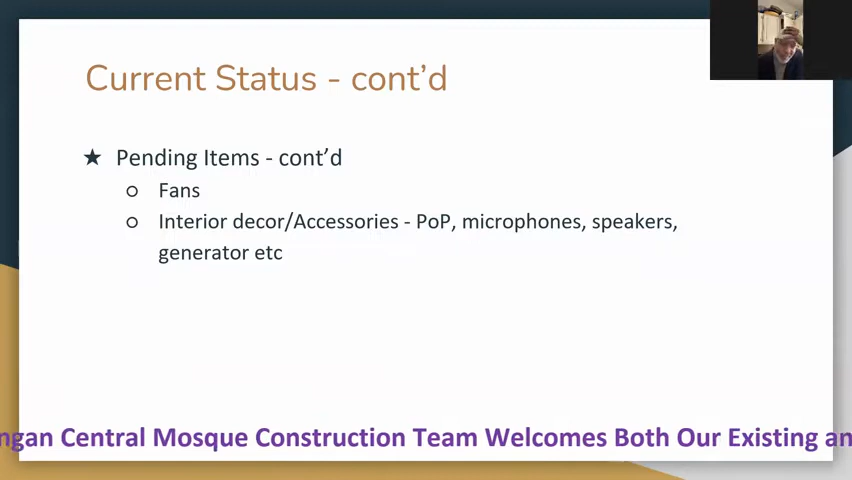 Current Status - cont’d
★ Pending Items - cont’d
○ Fans
○ Interior decor/Accessories - PoP, microphones, speakers,
generator etc
ngan Central Mosque Construction Team Welcomes Both Our Existing an